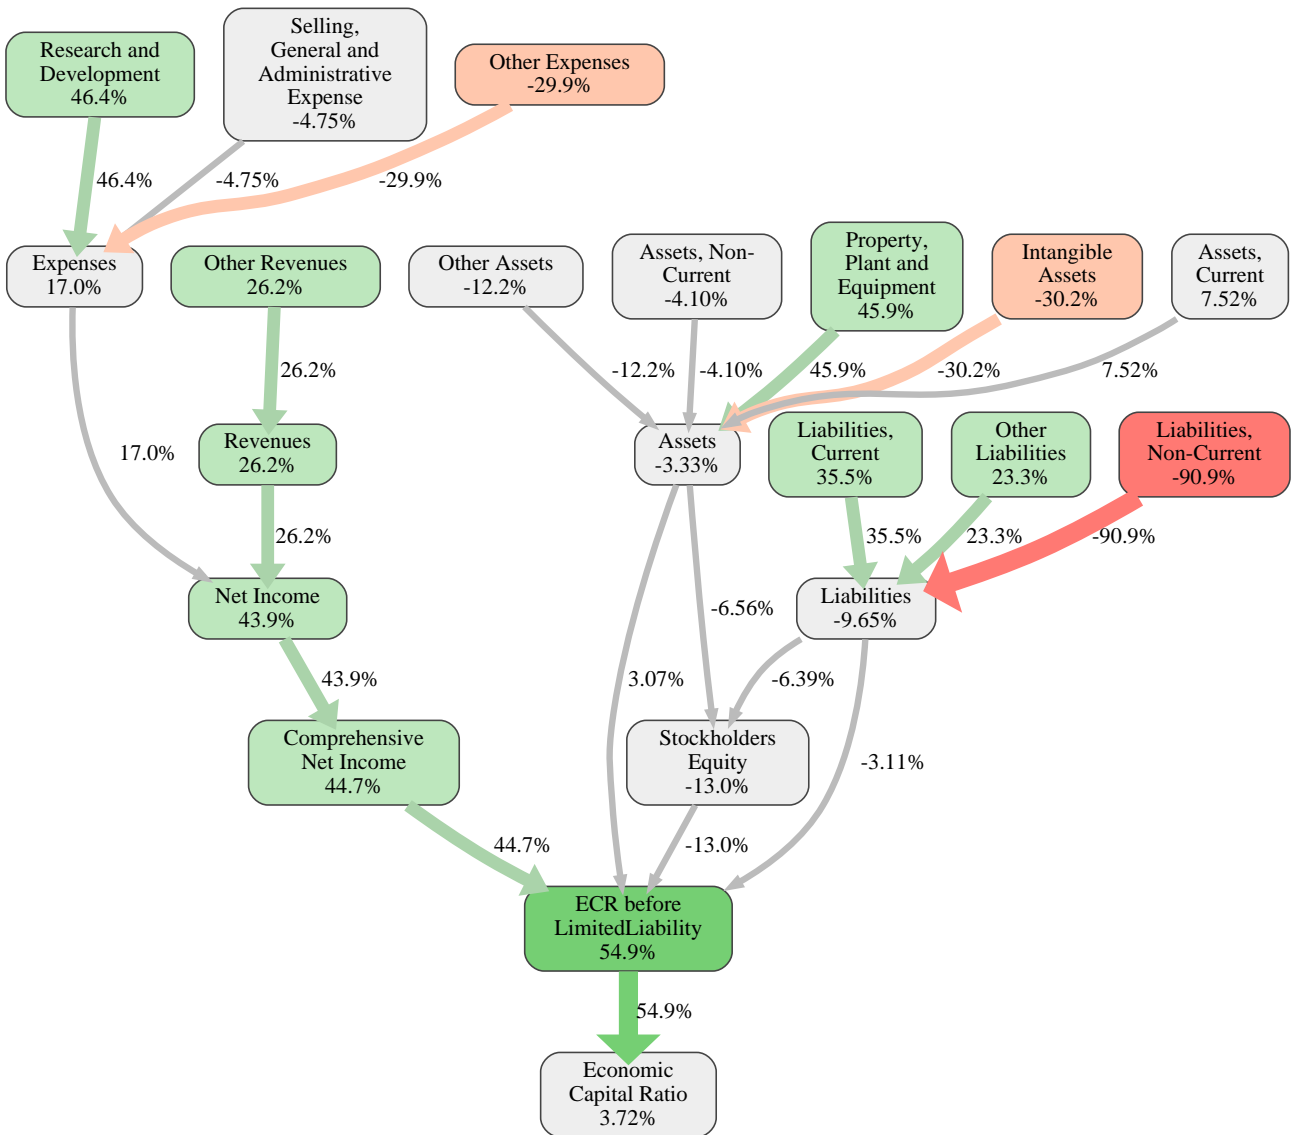 Research and
Development
46.4%
Selling,
General and
Administrative
Expense
-4.75%
Other Expenses
-29.9%
46.4%
-4.75%
-29.9%
Expenses
17.0%
Other Revenues
26.2%
Other Assets
-12.2%
Assets, Non-
Current
-4.10%
Property,
Plant and
Equipment
45.9%
Intangible
Assets
-30.2%
Assets,
Current
7.52%
26.2%
-12.2%
-4.10%
45.9%
-30.2%
7.52%
17.0%
Revenues
26.2%
Assets
-3.33%
Liabilities,
Current
35.5%
Other
Liabilities
23.3%
Liabilities,
Non-Current
-90.9%
26.2%
35.5%
23.3%
-90.9%
Net Income
43.9%
-6.56%
Liabilities
-9.65%
43.9%
3.07%
-6.39%
Comprehensive
Net Income
44.7%
Stockholders
Equity
-13.0%
-3.11%
44.7%
-13.0%
ECR before
LimitedLiability
54.9%
54.9%
Economic
Capital Ratio
3.72%